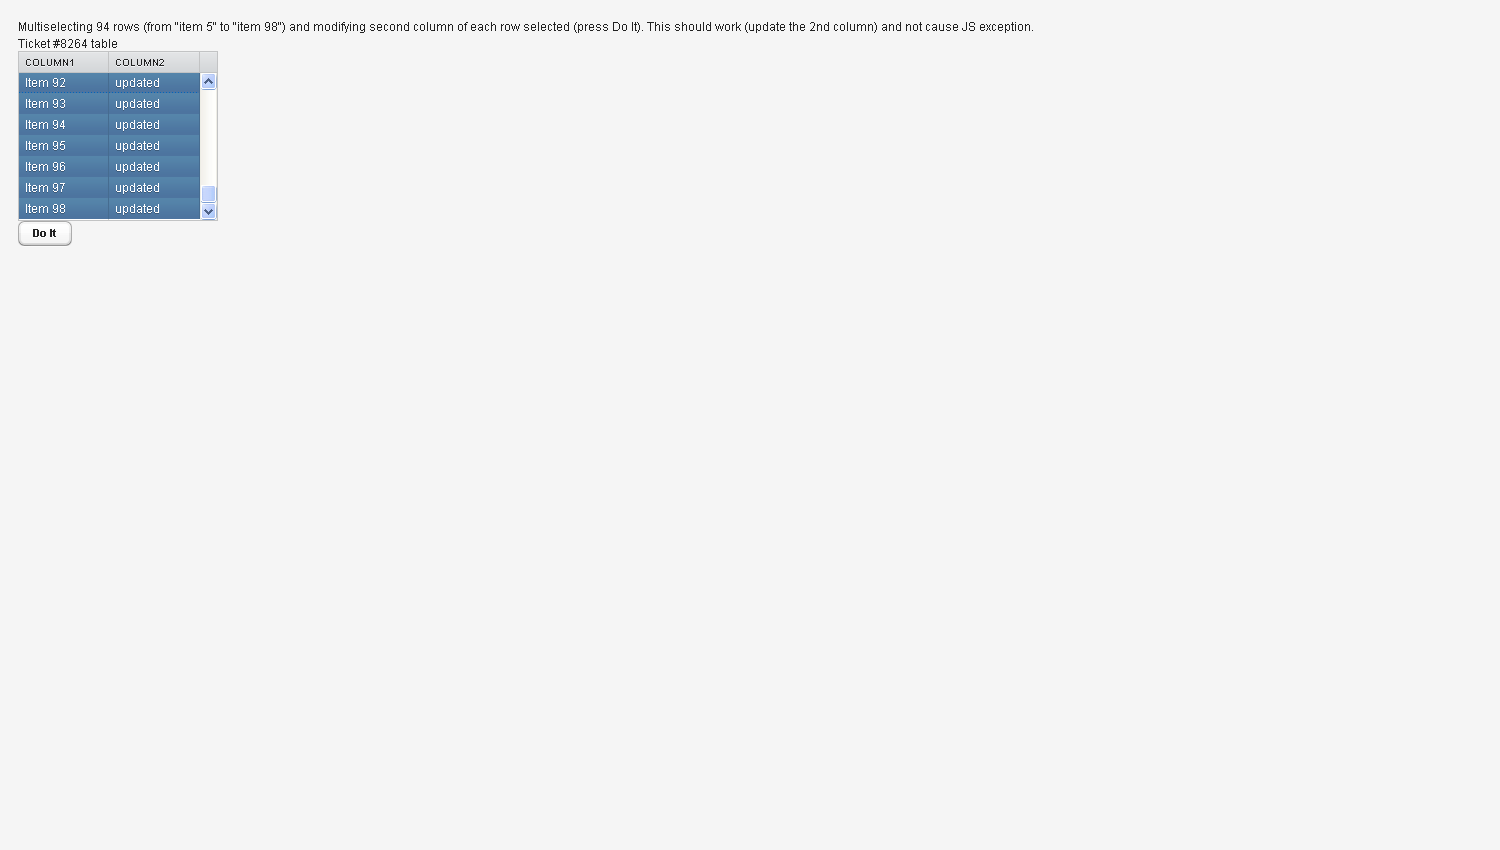 Multiselecting 94 rows (from "item 5" to "item 98") and modifying second column of each row selected (press Do It). This should work (update the 2nd column) and not cause JS exception.
Ticket #8264 table
COLUMN1 COLUMN2
Item 92 updated
Item 93 updated
Item 94 updated
Item 95 updated
Item 96 updated
Item 97 updated
Item 98 updated
Do It